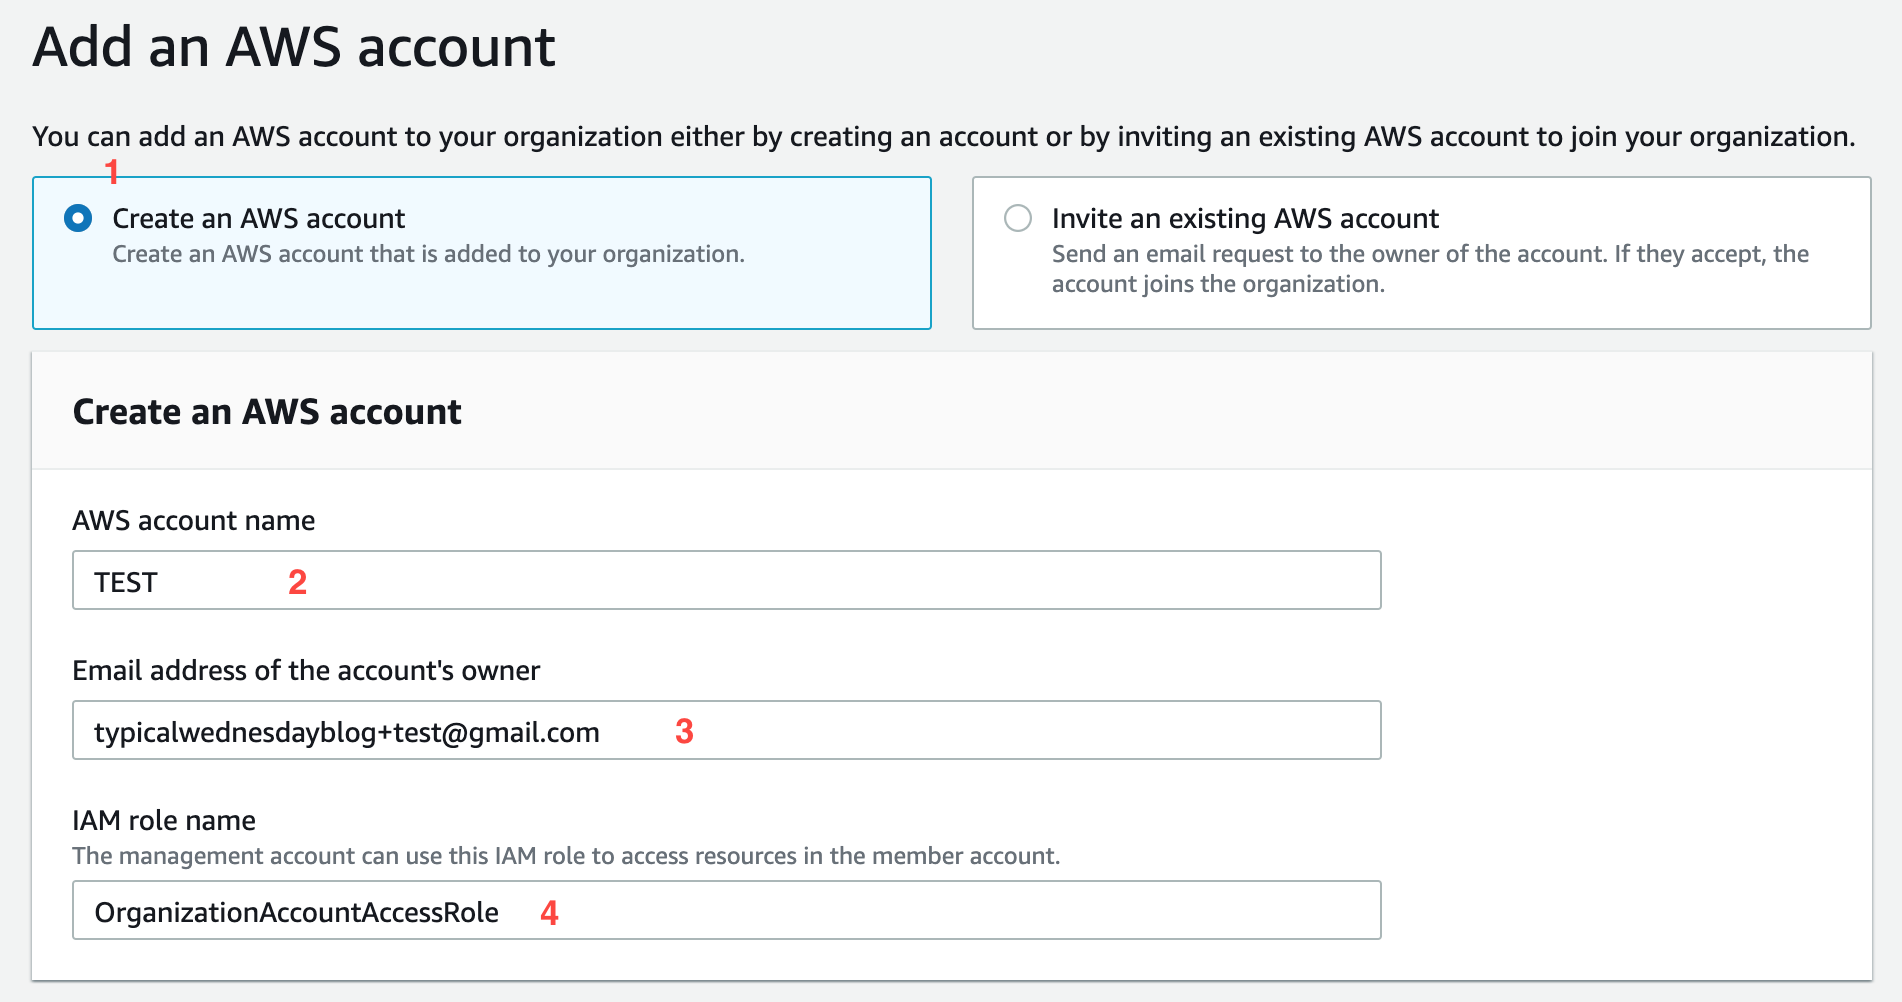 Add an AWS account
You can add an AWS account to your organization either by creating an account or by inviting an existing AWS account to join your organization.
1
Create an AWS account
Create an AWS account that is added to your organization.
Invite an existing AWS account
Send an email request to the owner of the account. If they accept, the
account joins the organization.
Create an AWS account
AWS account name
TEST 2
Email address of the account's owner
typicalwednesdayblog+test@gmail.com 3
IAM role name
The management account can use this IAM role to access resources in the member account.
OrganizationAccountAccessRole 4